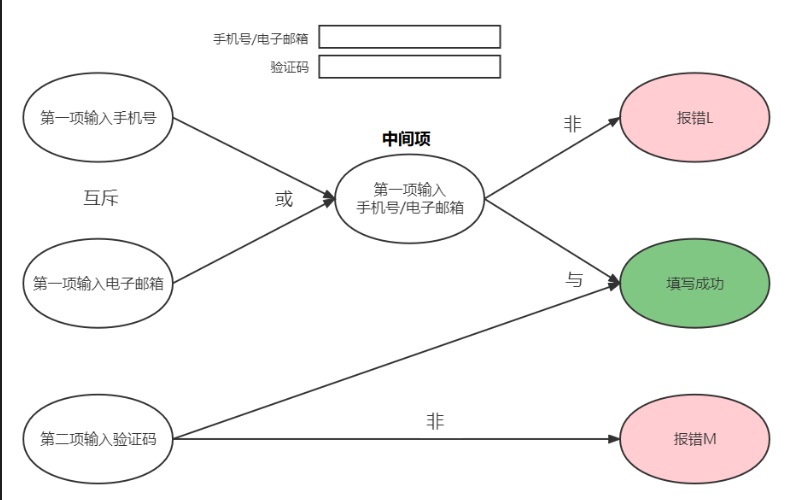 手机号/电子邮箱
验证码
第一项输入手机号
报错L
中间项
非
第一项输入
手机号/电子邮箱
互斥
或
第一项输入电子邮箱
与
填写成功
第二项输入验证码
非
报错M